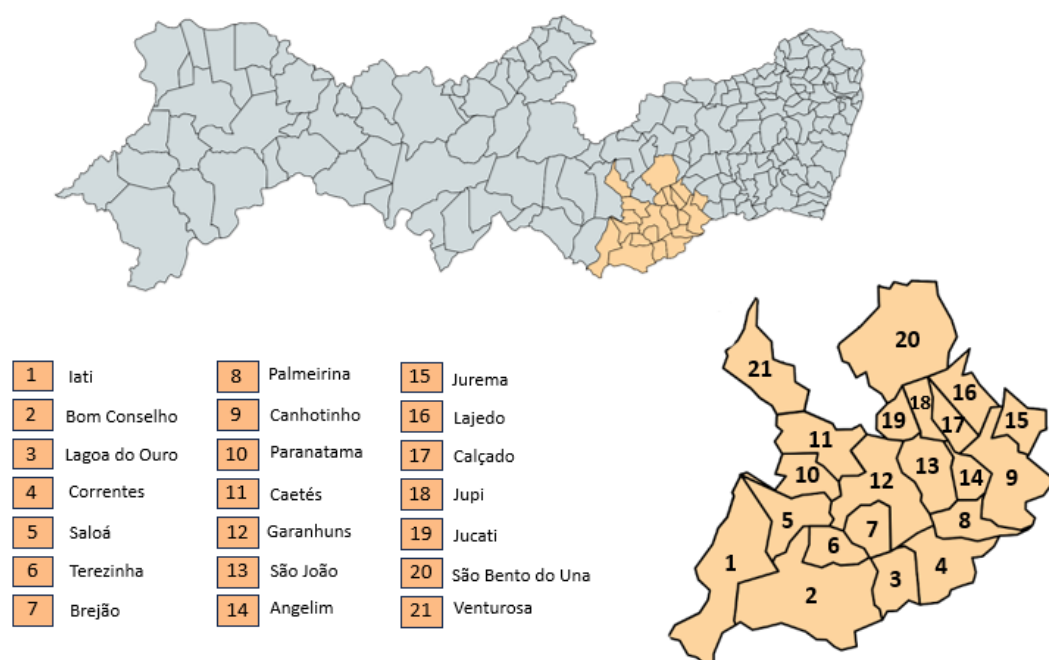 1 Iati
2 Bom Conselho
3 Lagoa do Ouro
4 Correntes
5 Saloá
6 Terezinha
7 Brejão
8 Palmeirina
9 Canhotinho
10 Paranatama
11 Caetés
12 Garanhuns
13 São João
14 Angelim
15 Jurema
16 Lajedo
17 Calçado
18 Jupi
19 Jucati
20 São Bento do Una
21 Venturosa
20
21
16
18
19
17
15
11
13
10
12
14
9
5
7
8
6
1
4
3
2